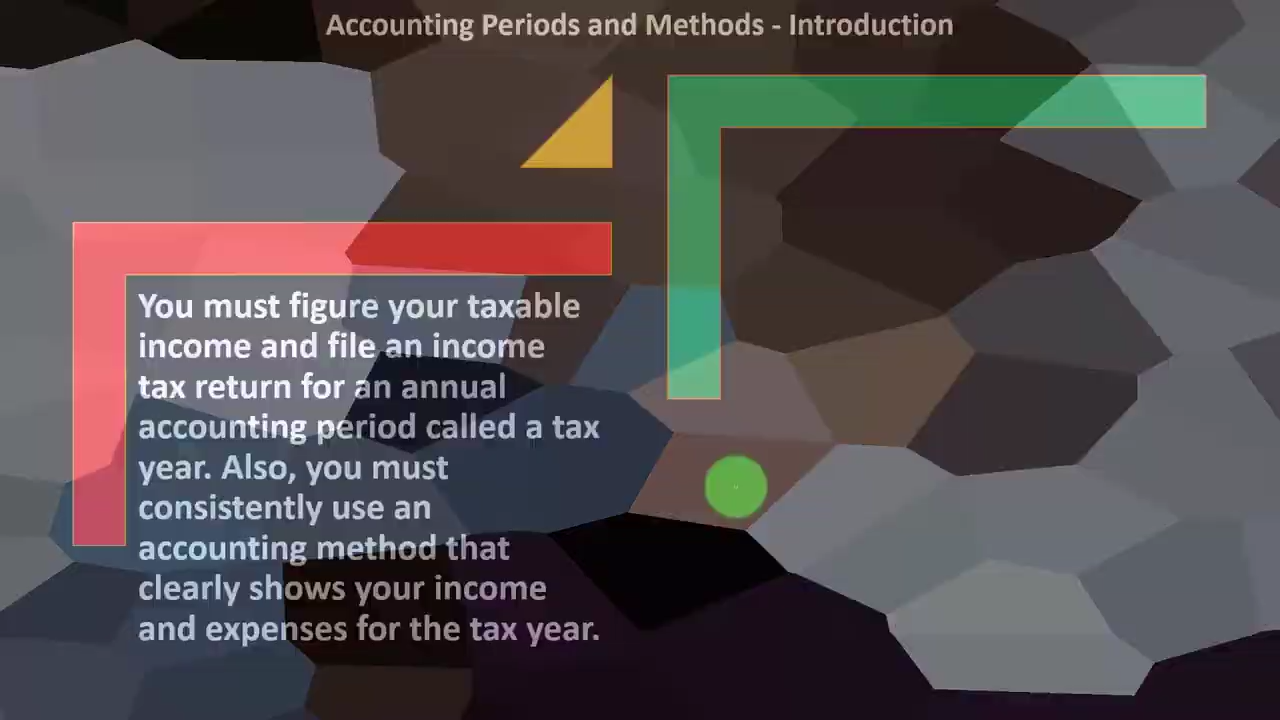 Accounting Periods and Methods - Introduction
You must figure your taxable
income and file an income
tax return for an annual
accounting period called a tax
year. Also, you must
consistently use an
accounting method that
clearly shows your income
and expenses for the tax year.